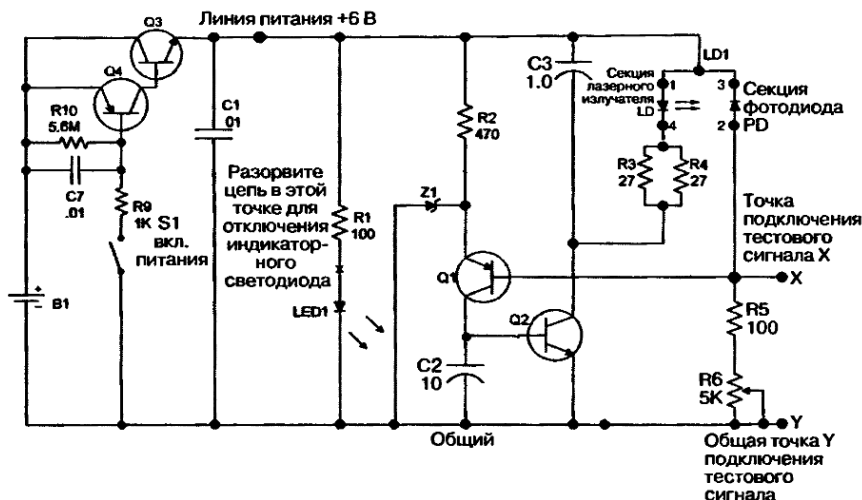 Q3
Линия питания +6 В
Q4
R10
5.6M
C7
.01
R9
1K
S1
вкл.
питания
B1
C1
.01
Разорвите
цепь в этой
точке для
отключения
индикатор-
ного
светодиода
R1
100
LED1
R2
470
Z1
Q1
C2
10
Q2
C3
1.0
LD1
Секция
лазерного
излучателя
LD
1
4
3
2
Секция
фотодиода
PD
R3
27
R4
27
Точка
подключения
тестового
сигнала X
X
R5
100
R6
5K
Y
Общий
Общая точка Y
подключения
тестового
сигнала